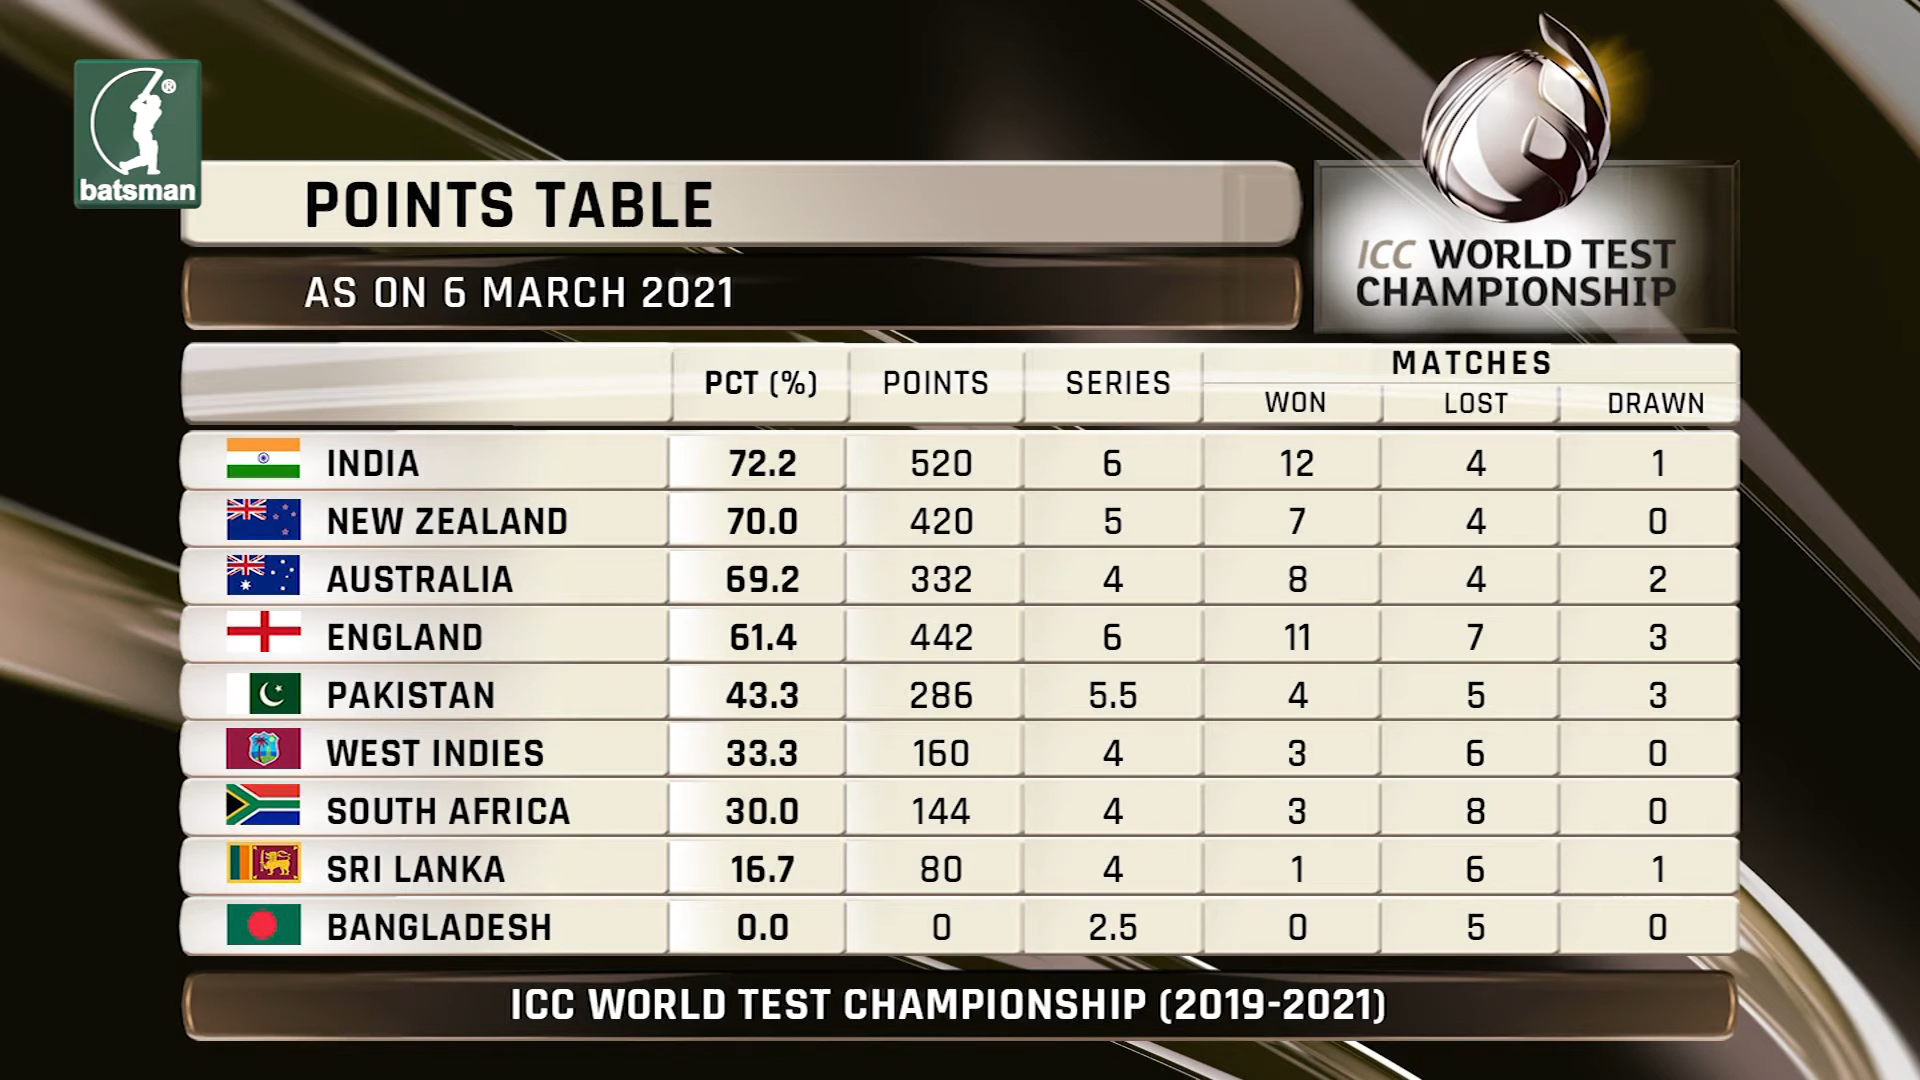 ®
batsman
POINTS TABLE
AS ON 6 MARCH 2021
ICC WORLD TEST
CHAMPIONSHIP
PCT (%) POINTS SERIES MATCHES
WON LOST DRAWN
INDIA 72.2 520 6 12 4 1
NEW ZEALAND 70.0 420 5 7 4 0
AUSTRALIA 69.2 332 4 8 4 2
ENGLAND 61.4 442 6 11 7 3
PAKISTAN 43.3 286 5.5 4 5 3
WEST INDIES 33.3 160 4 3 6 0
SOUTH AFRICA 30.0 144 4 3 8 0
SRI LANKA 16.7 80 4 1 6 1
BANGLADESH 0.0 0 2.5 0 5 0
ICC WORLD TEST CHAMPIONSHIP (2019-2021)